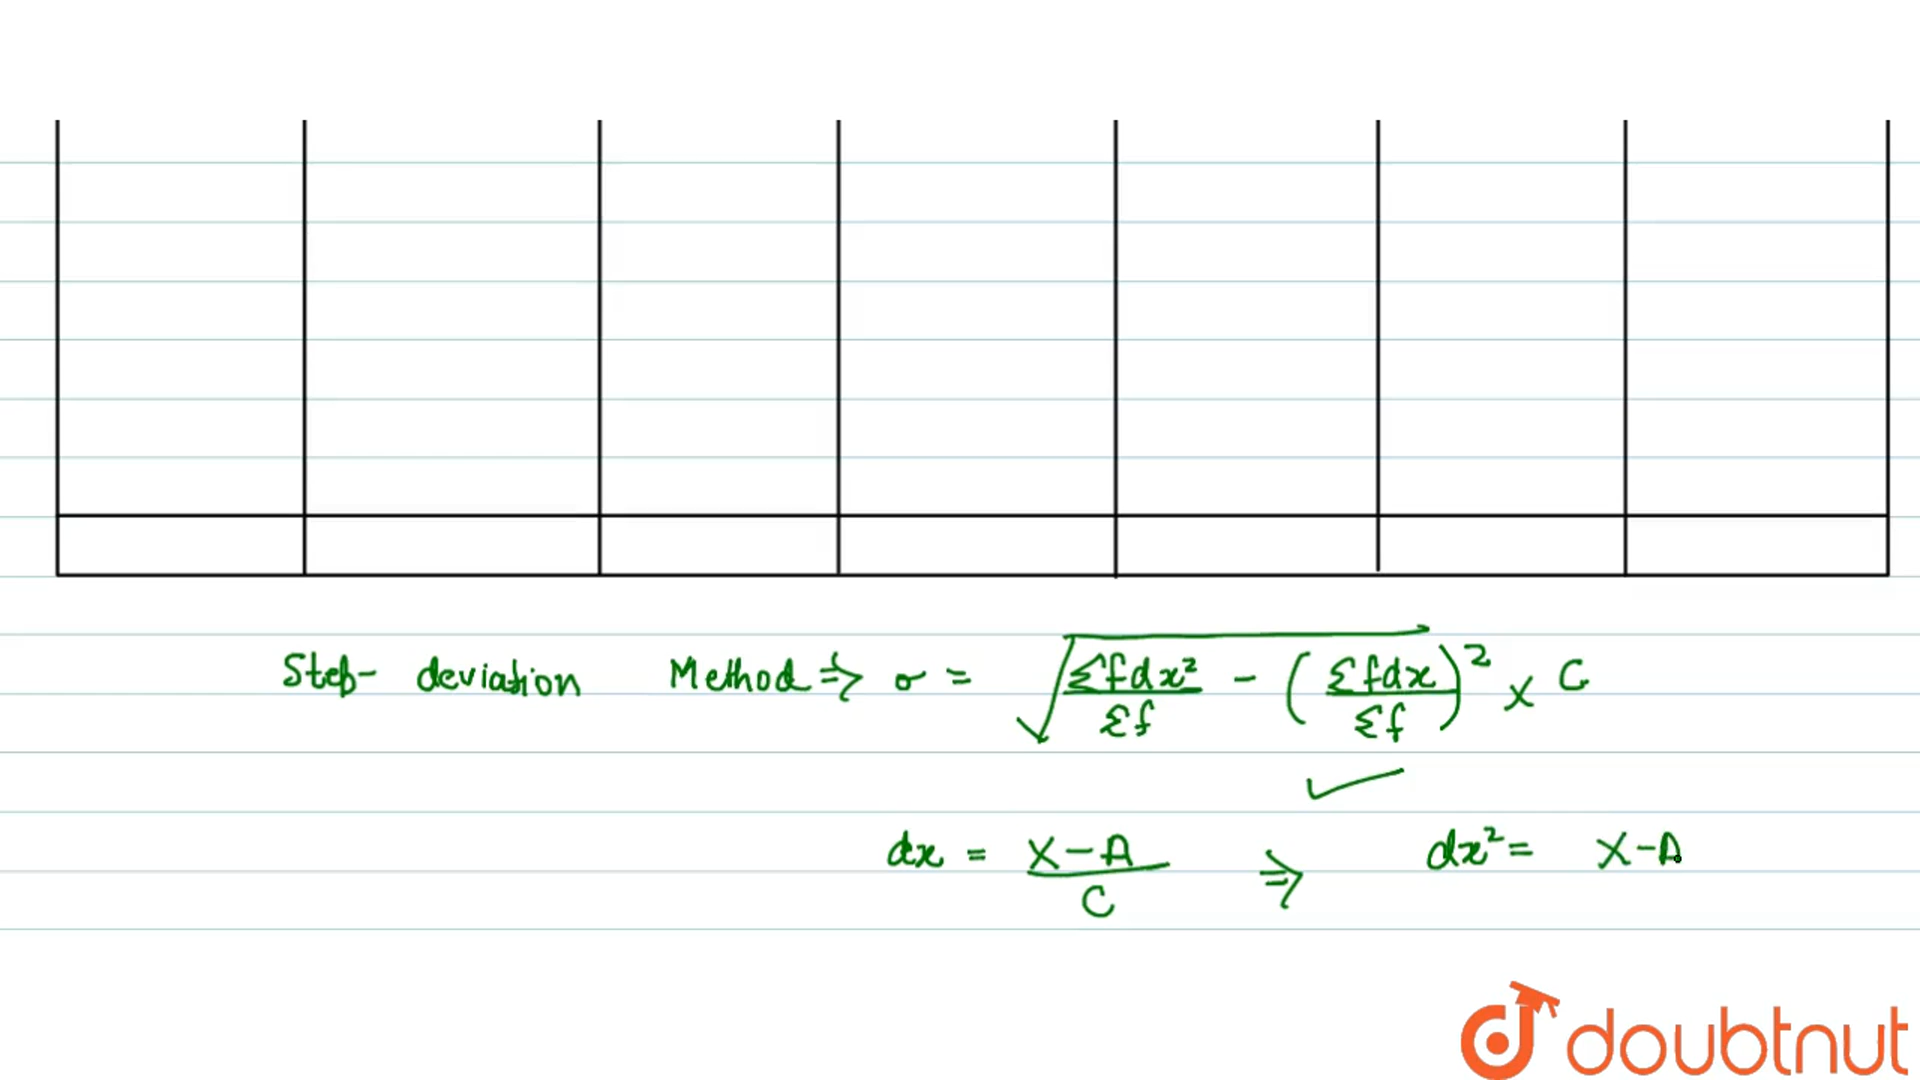 Step- deviation Method ⇒ σ = √(Σfdx²/Σf - (Σfdx/Σf)²) × C
dx = X-A/C ⇒ dx² = X-A
doubtnut